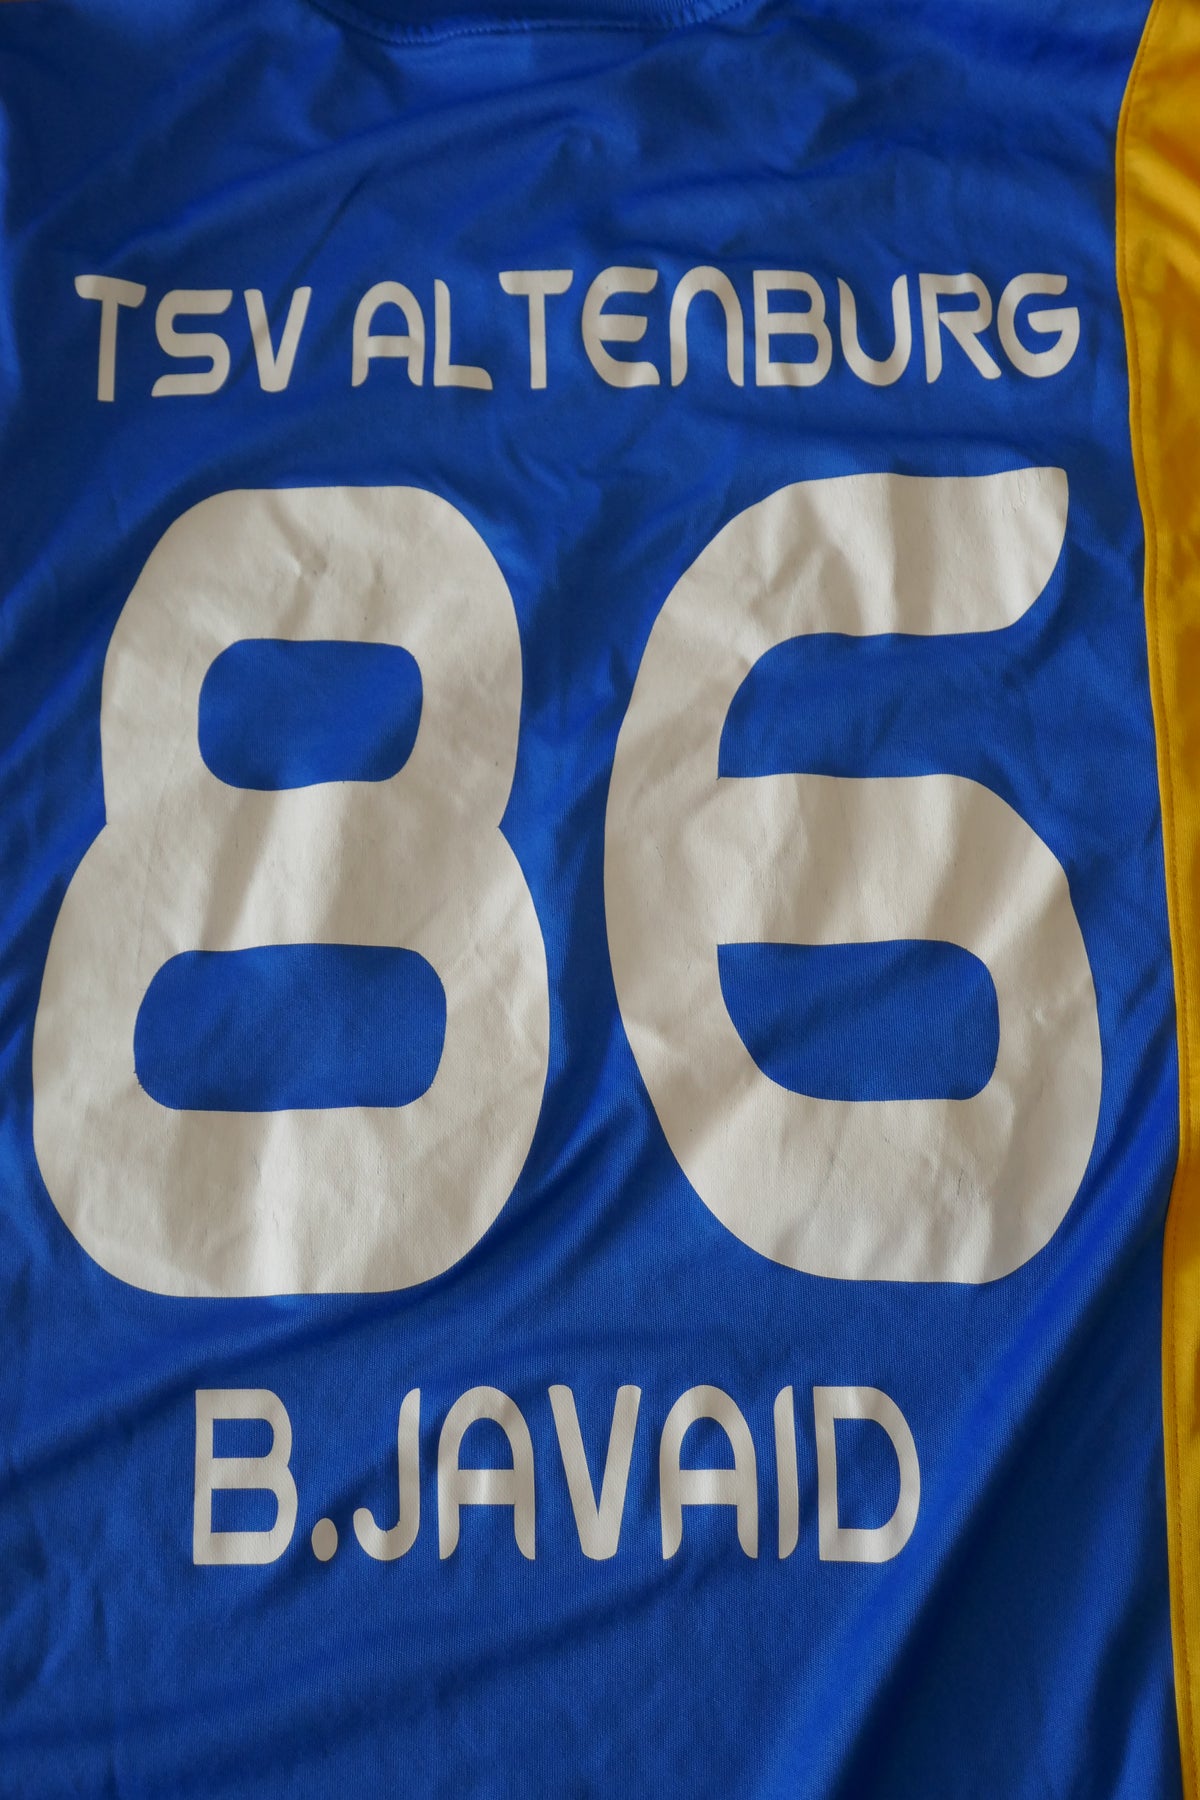 TSV ALTENBURG
86
B.JAVAID